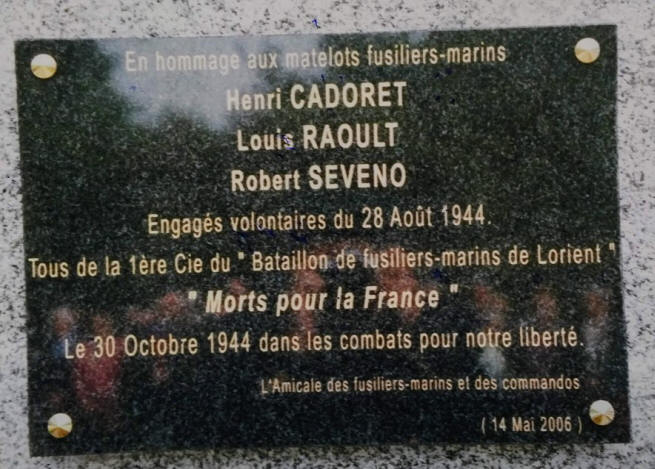 En hommage aux matelots fusiliers-marins
Henri CADORET
Louis RAOULT
Robert SEVENO
Engagés volontaires du 28 Août 1944.
Tous de la 1ère Cie du " Bataillon de fusiliers-marins de Lorient "
" Morts pour la France "
Le 30 Octobre 1944 dans les combats pour notre liberté.
L'Amicale des fusiliers-marins et des commandos
( 14 Mai 2006 )